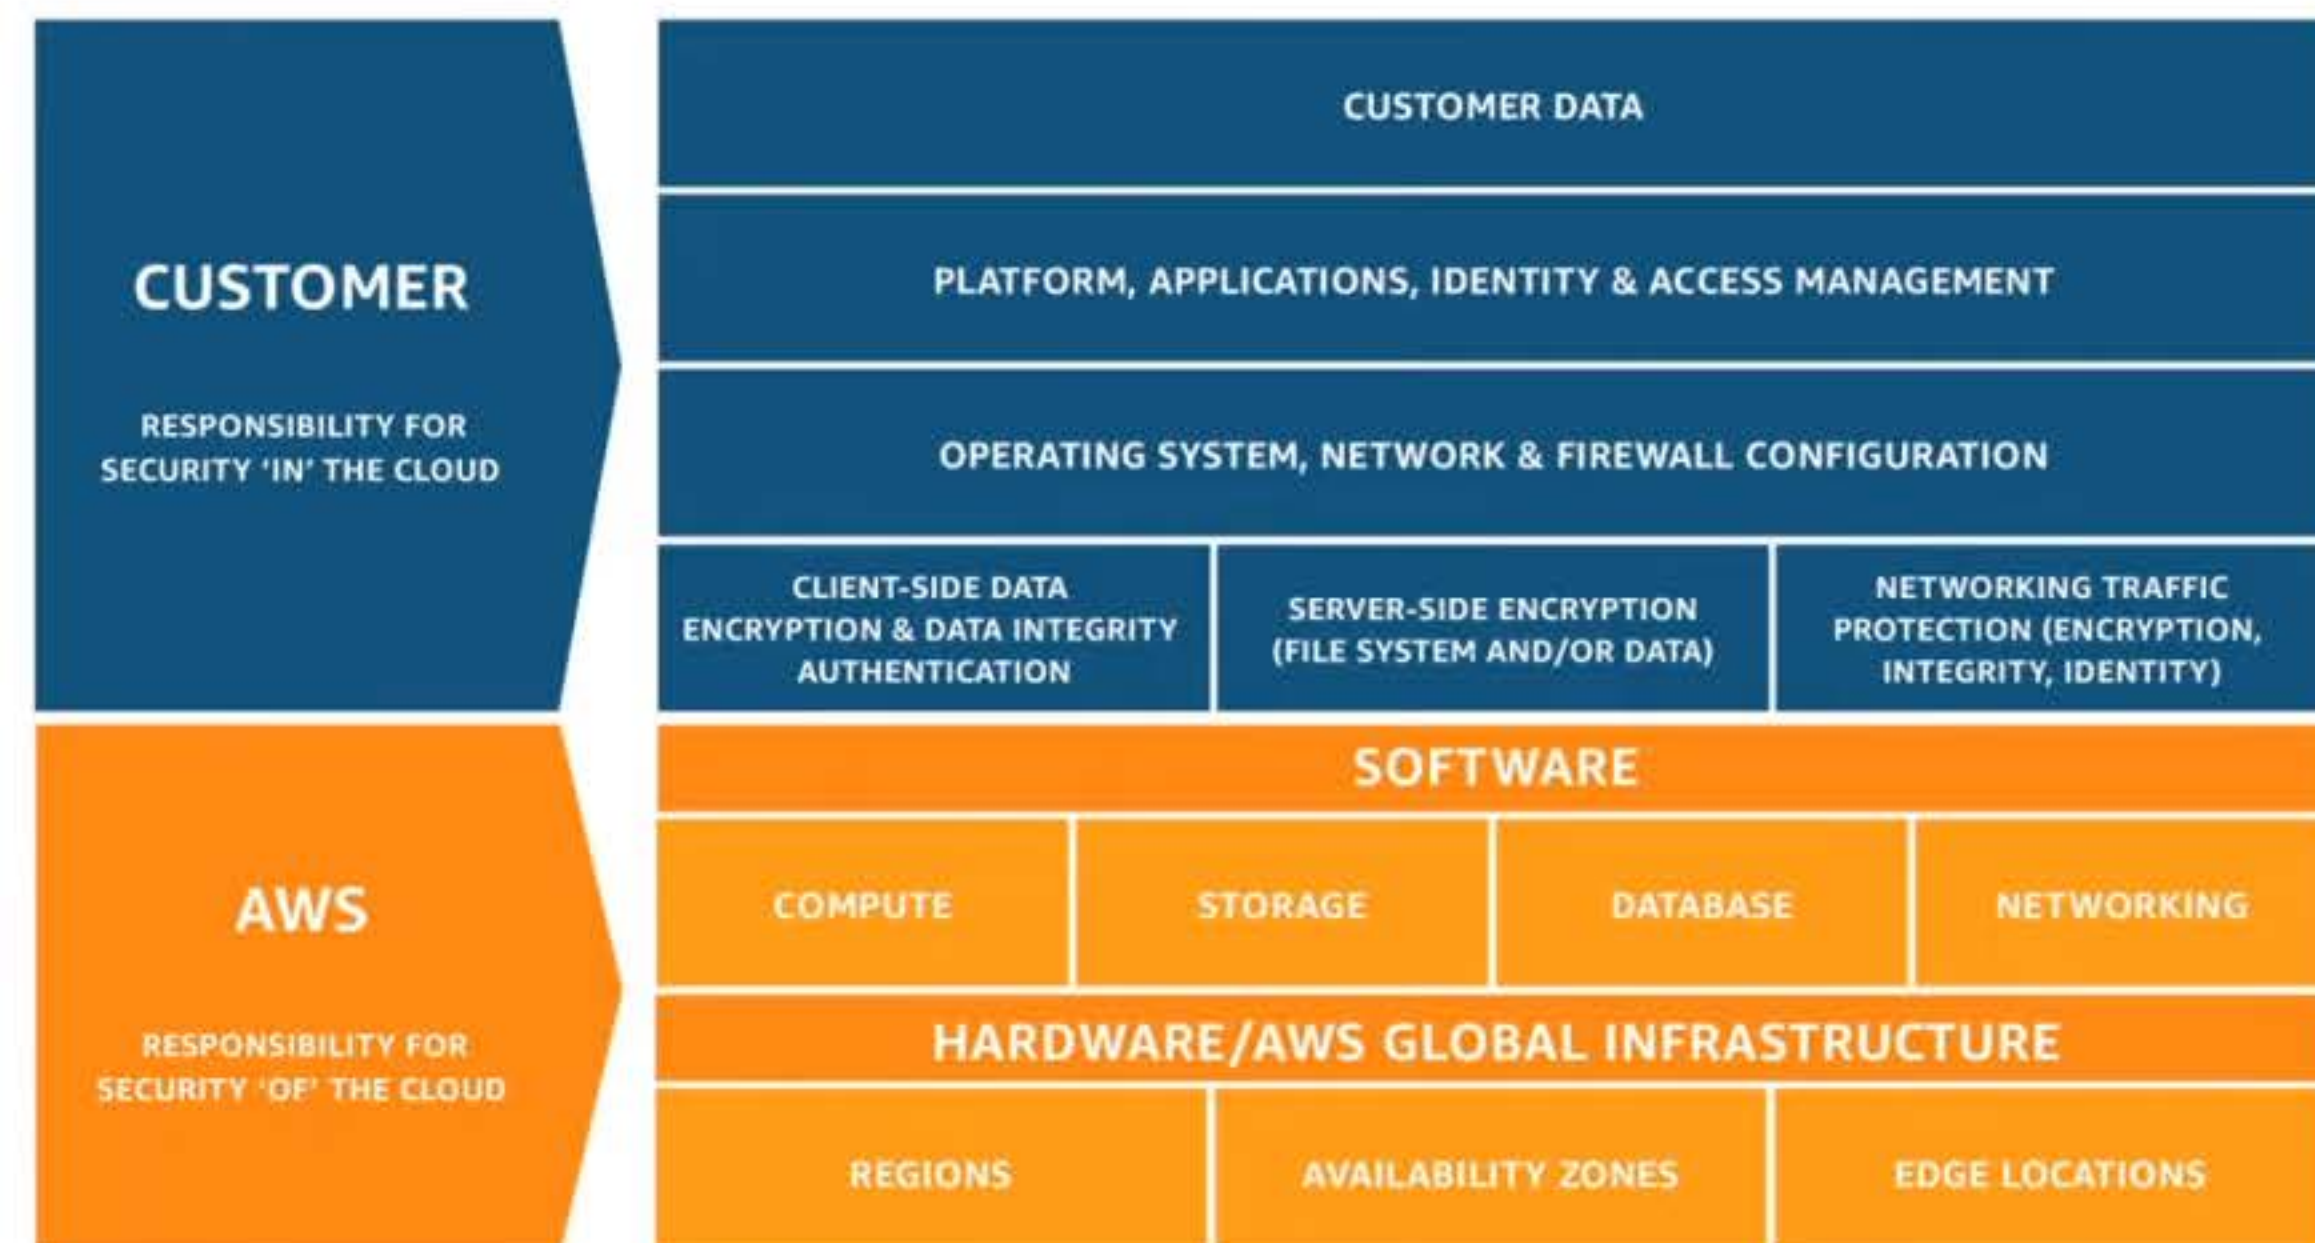 CUSTOMER
RESPONSIBILITY FOR
SECURITY ‘IN’ THE CLOUD
CUSTOMER DATA
PLATFORM, APPLICATIONS, IDENTITY & ACCESS MANAGEMENT
OPERATING SYSTEM, NETWORK & FIREWALL CONFIGURATION
CLIENT-SIDE DATA
ENCRYPTION & DATA INTEGRITY
AUTHENTICATION
SERVER-SIDE ENCRYPTION
(FILE SYSTEM AND/OR DATA)
NETWORKING TRAFFIC
PROTECTION (ENCRYPTION,
INTEGRITY, IDENTITY)
AWS
RESPONSIBILITY FOR
SECURITY ‘OF’ THE CLOUD
SOFTWARE
COMPUTE
STORAGE
DATABASE
NETWORKING
HARDWARE/AWS GLOBAL INFRASTRUCTURE
REGIONS
AVAILABILITY ZONES
EDGE LOCATIONS